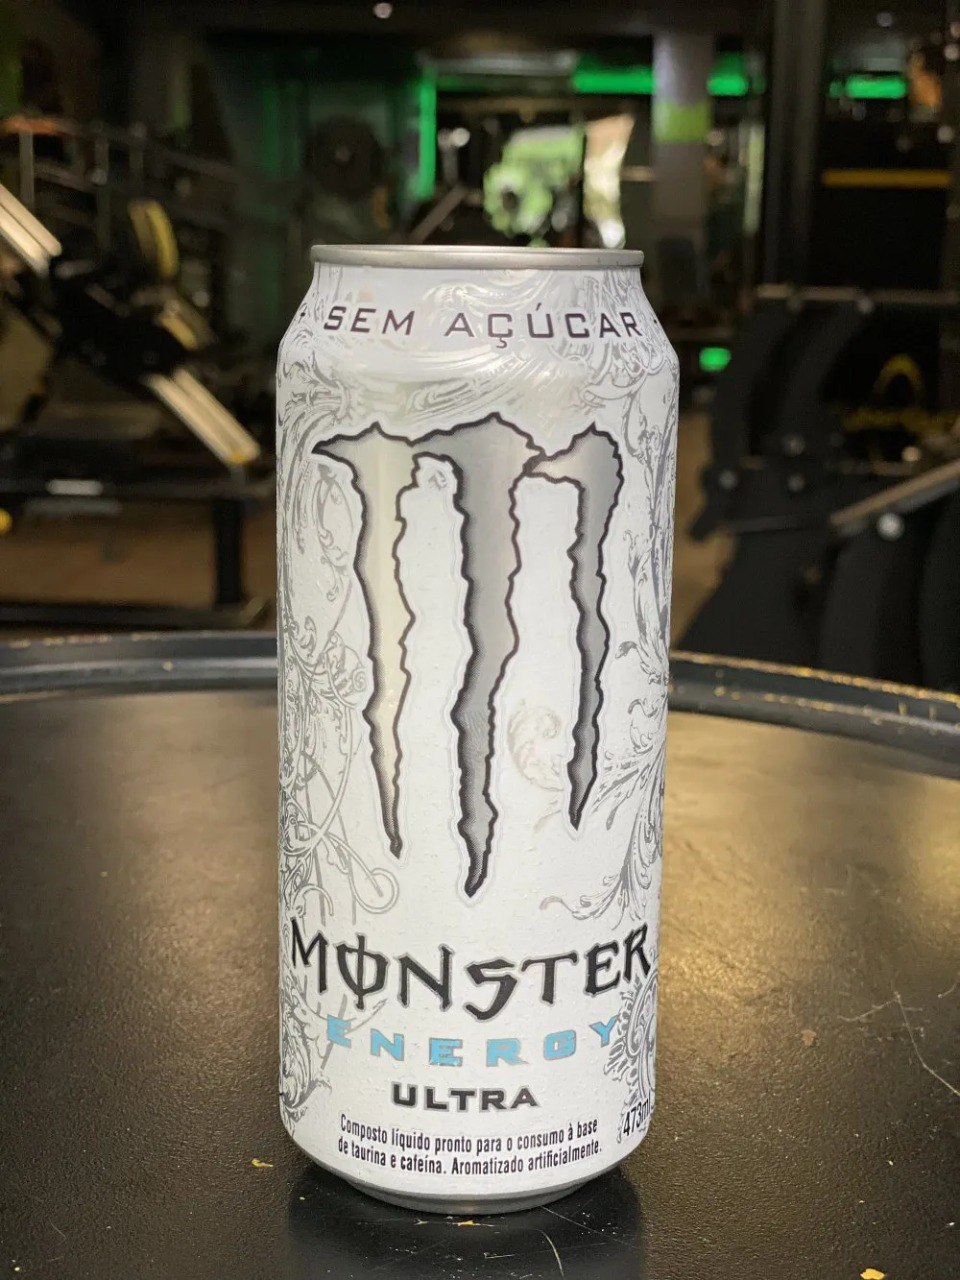 SEM AÇÚCAR
MONSTER
ENERGY
ULTRA
Composto líquido pronto para o consumo à base
de taurina e cafeína. Aromatizado artificialmente.
473ml